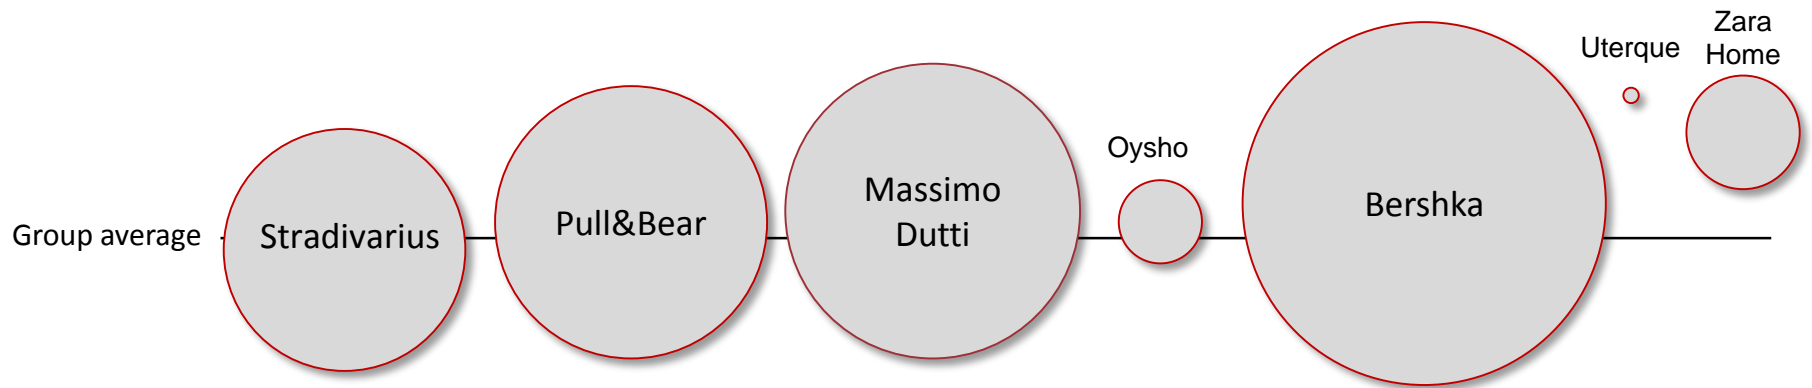 Group average
Stradivarius
Pull&Bear
Massimo
Dutti
Oysho
Bershka
Uterque
Zara
Home